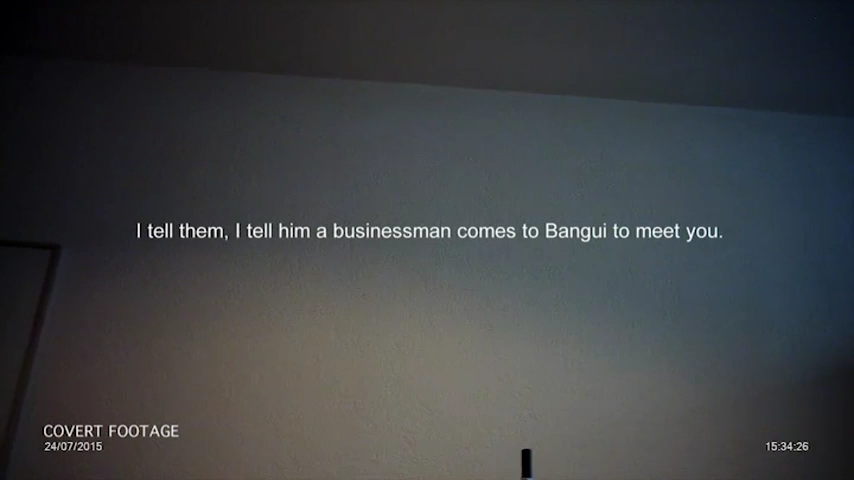 I tell them, I tell him a businessman comes to Bangui to meet you.
COVERT FOOTAGE
24/07/2015
15:34:26